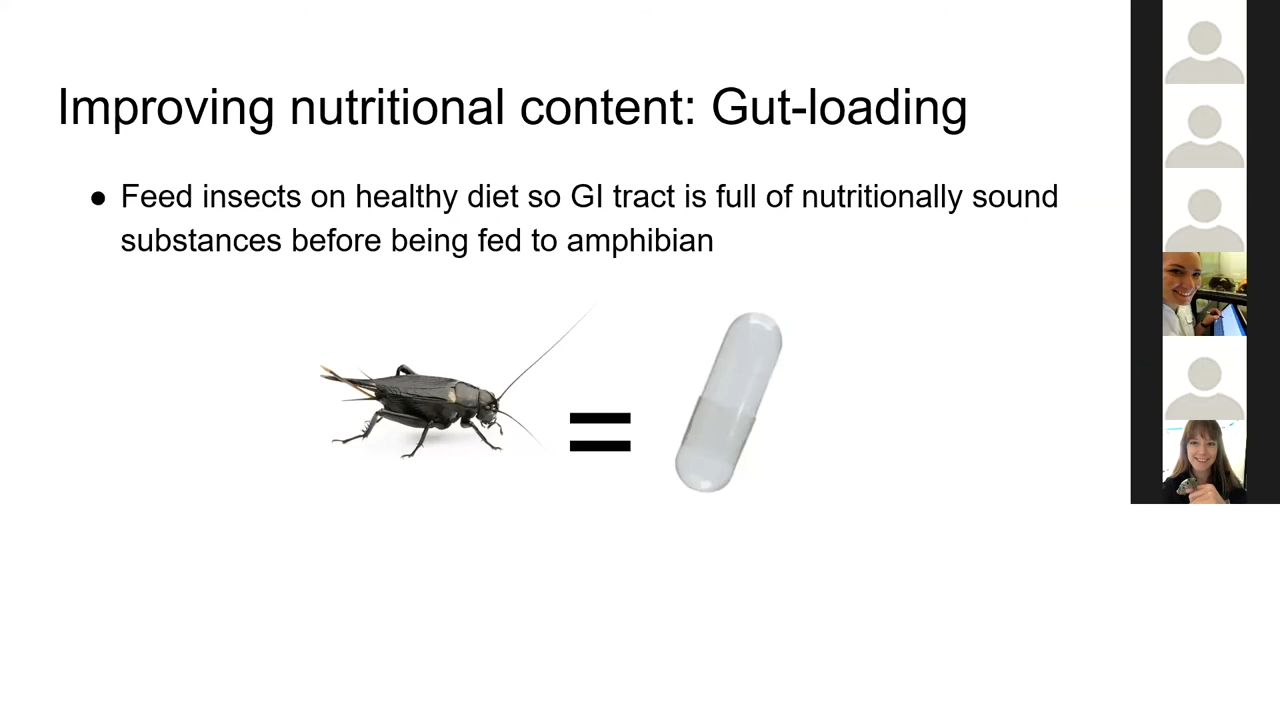 Improving nutritional content: Gut-loading
● Feed insects on healthy diet so GI tract is full of nutritionally sound
substances before being fed to amphibian
=